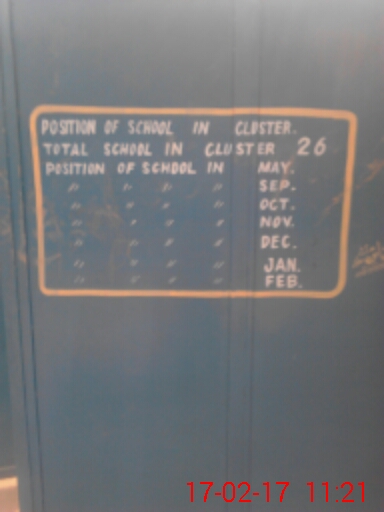 POSITION OF SCHOOL IN CLUSTER.
TOTAL SCHOOL IN CLUSTER 26
POSITION OF SCHOOL IN MAY.
" " " " SEP.
" " " " OCT.
" " " " NOV.
" " " " DEC.
" " " " JAN.
" " " " FEB.
17-02-17 11:21